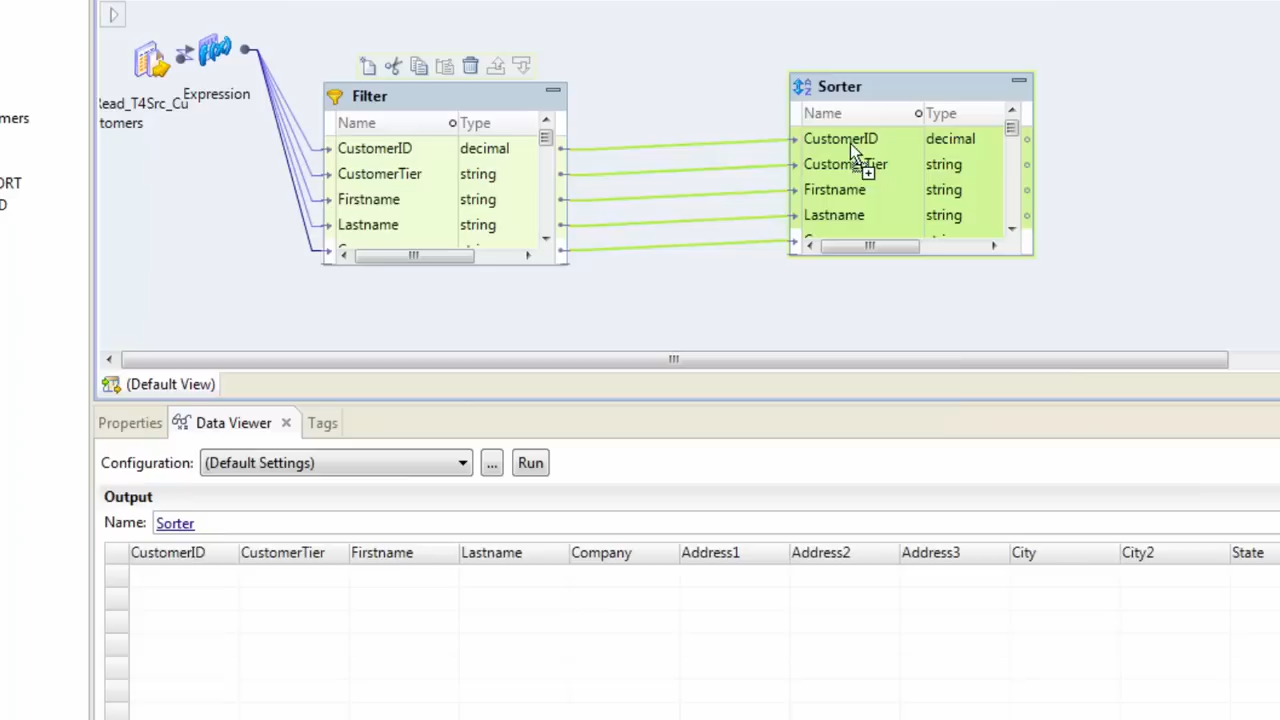 mers
ORT
D
Read_T4Src_Cu
tomers
Expression
Filter
Name Type
CustomerID decimal
CustomerTier string
Firstname string
Lastname string
Sorter
Name Type
CustomerID decimal
CustomerTier string
Firstname string
Lastname string
(Default View)
Properties Data Viewer Tags
Configuration: (Default Settings) ... Run
Output
Name: Sorter
CustomerID CustomerTier Firstname Lastname Company Address1 Address2 Address3 City City2 State